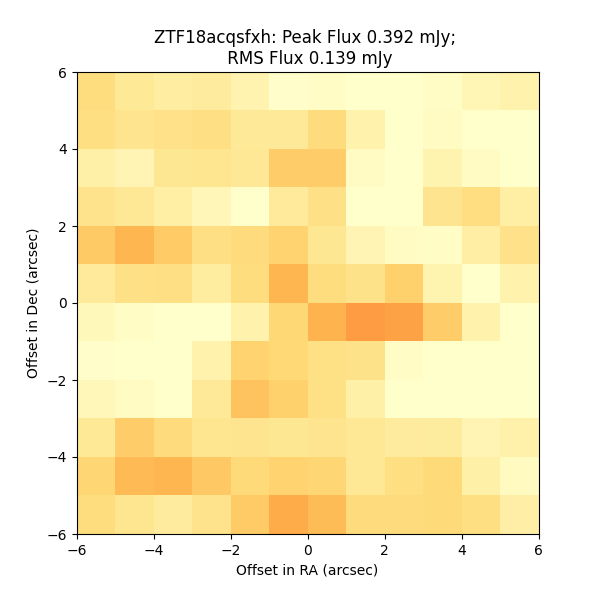 ZTF18acqsfxh: Peak Flux 0.392 mJy;
RMS Flux 0.139 mJy
6
4
2
0
−2
−4
−6
Offset in Dec (arcsec)
−6 −4 −2 0 2 4 6
Offset in RA (arcsec)